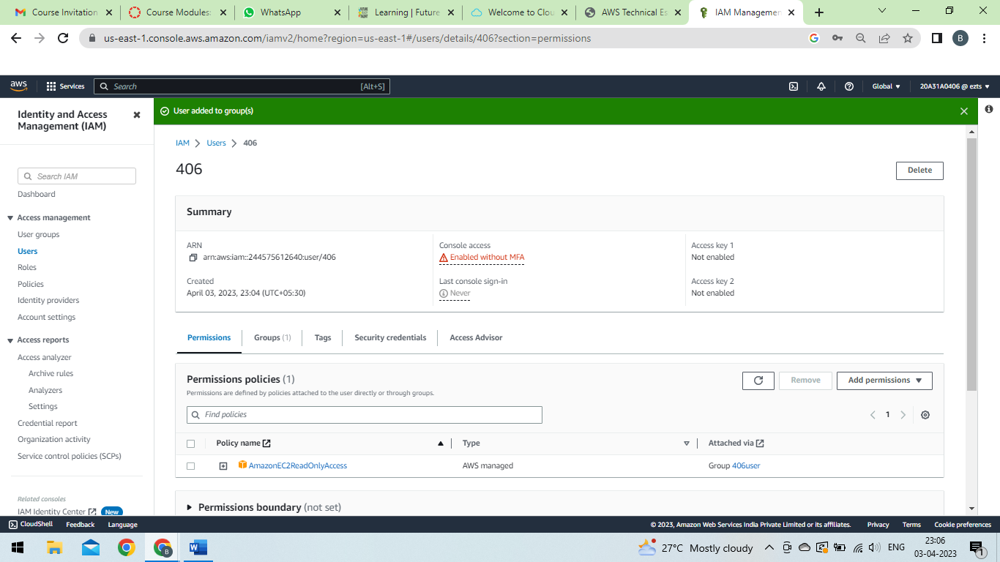 Course Invitation
Course Modules:
WhatsApp
Learning | Future
Welcome to Clou
AWS Technical Es
IAM Managemen
us-east-1.console.aws.amazon.com/iamv2/home?region=us-east-1#/users/details/406?section=permissions
B
aws
Services
Search
[Alt+S]
Global
20A31A0406 @ ezts
Identity and Access Management (IAM)
User added to group(s)
Search IAM
Dashboard
Access management
User groups
Users
Roles
Policies
Identity providers
Account settings
Access reports
Access analyzer
Archive rules
Analyzers
Settings
Credential report
Organization activity
Service control policies (SCPs)
Related consoles
IAM Identity Center
New
IAM
Users
406
406
Delete
Summary
ARN
arn:aws:iam::244575612640:user/406
Created
April 03, 2023, 23:04 (UTC+05:30)
Console access
Enabled without MFA
Last console sign-in
Never
Access key 1
Not enabled
Access key 2
Not enabled
Permissions
Groups (1)
Tags
Security credentials
Access Advisor
Permissions policies (1)
Permissions are defined by policies attached to the user directly or through groups.
Remove
Add permissions
Find policies
1
Policy name
Type
Attached via
AmazonEC2ReadOnlyAccess
AWS managed
Group 406user
Permissions boundary (not set)
CloudShell
Feedback
Language
© 2023, Amazon Web Services India Private Limited or its affiliates.
Privacy
Terms
Cookie preferences
B
27°C Mostly cloudy
ENG
23:06
03-04-2023
1